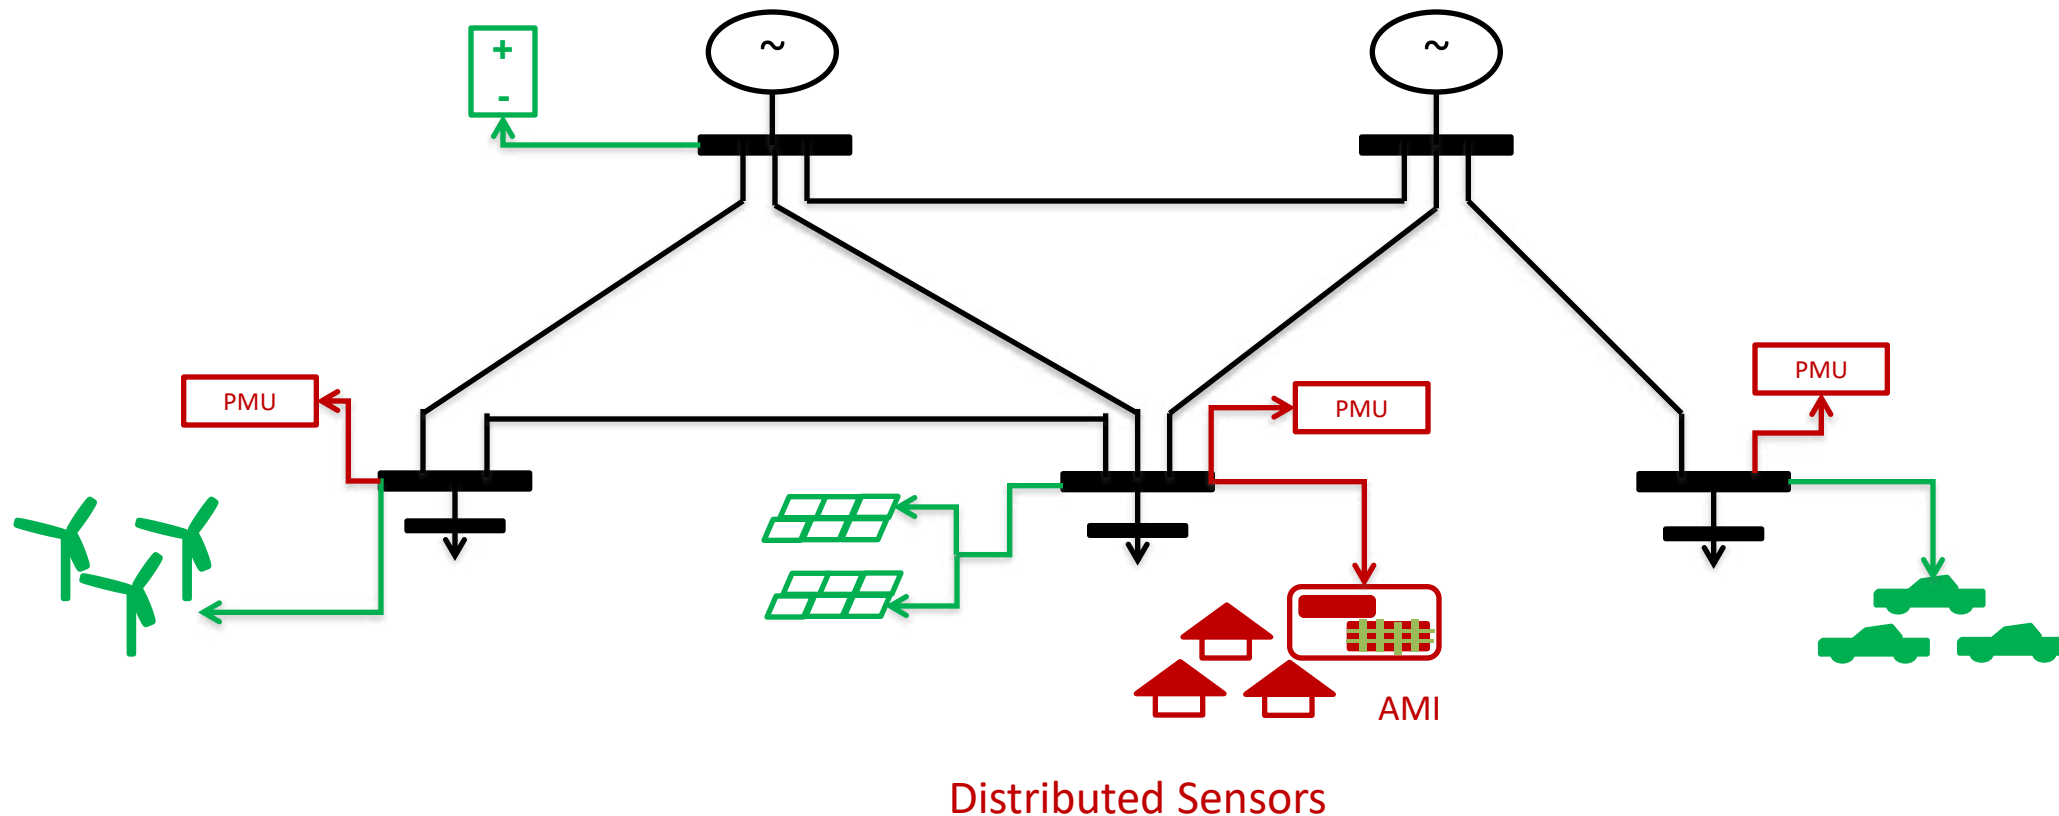 ~
~
+
-
PMU
PMU
PMU
AMI
Distributed Sensors